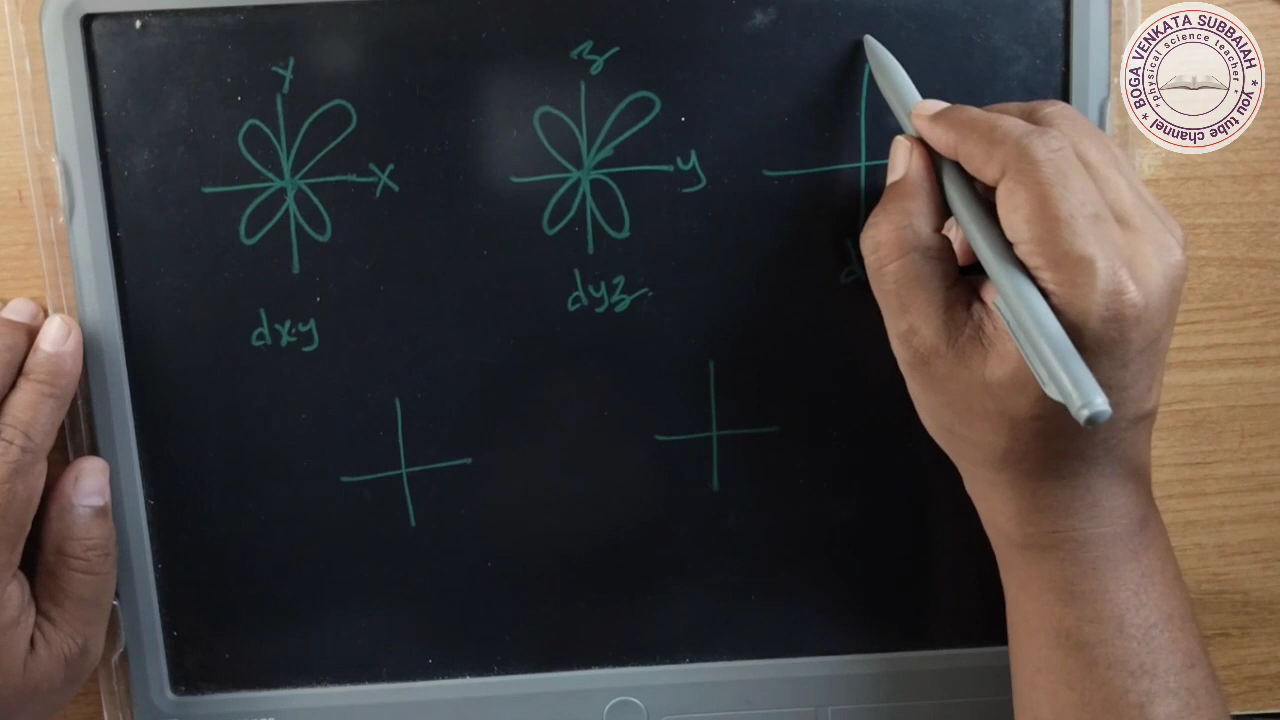 y
x
dxy
z
y
dyz
d
BOGA VENKATA SUBBAIAH
* you tube channel *
* Physical science teacher *